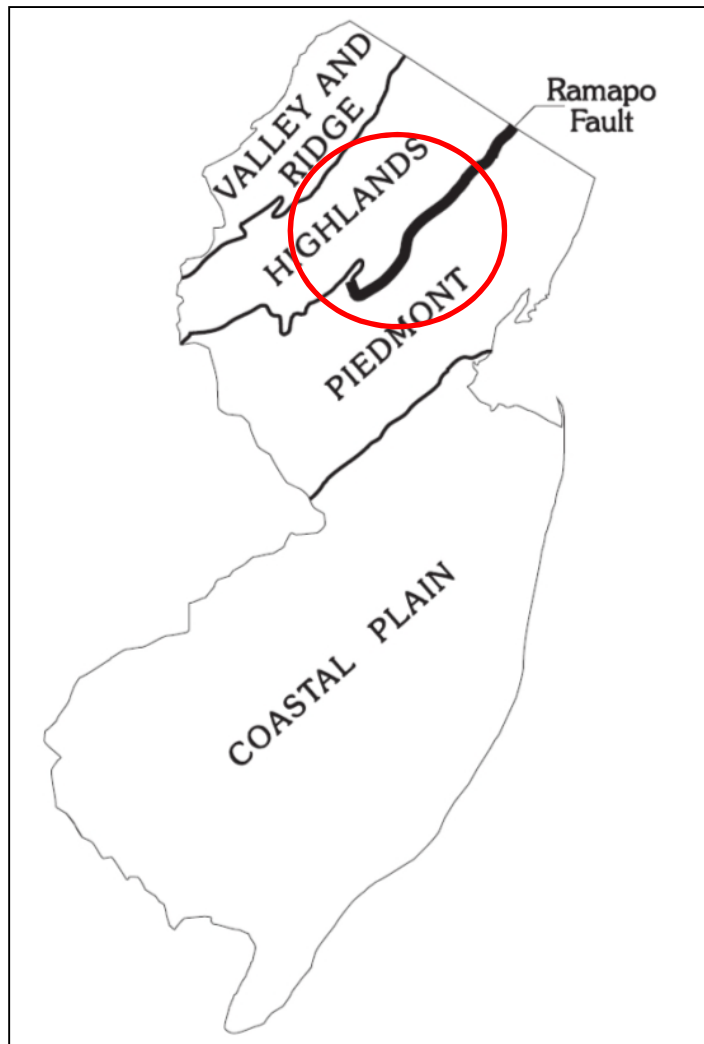 VALLEY AND
RIDGE
HIGHLANDS
Ramapo
Fault
PIEDMONT
COASTAL PLAIN